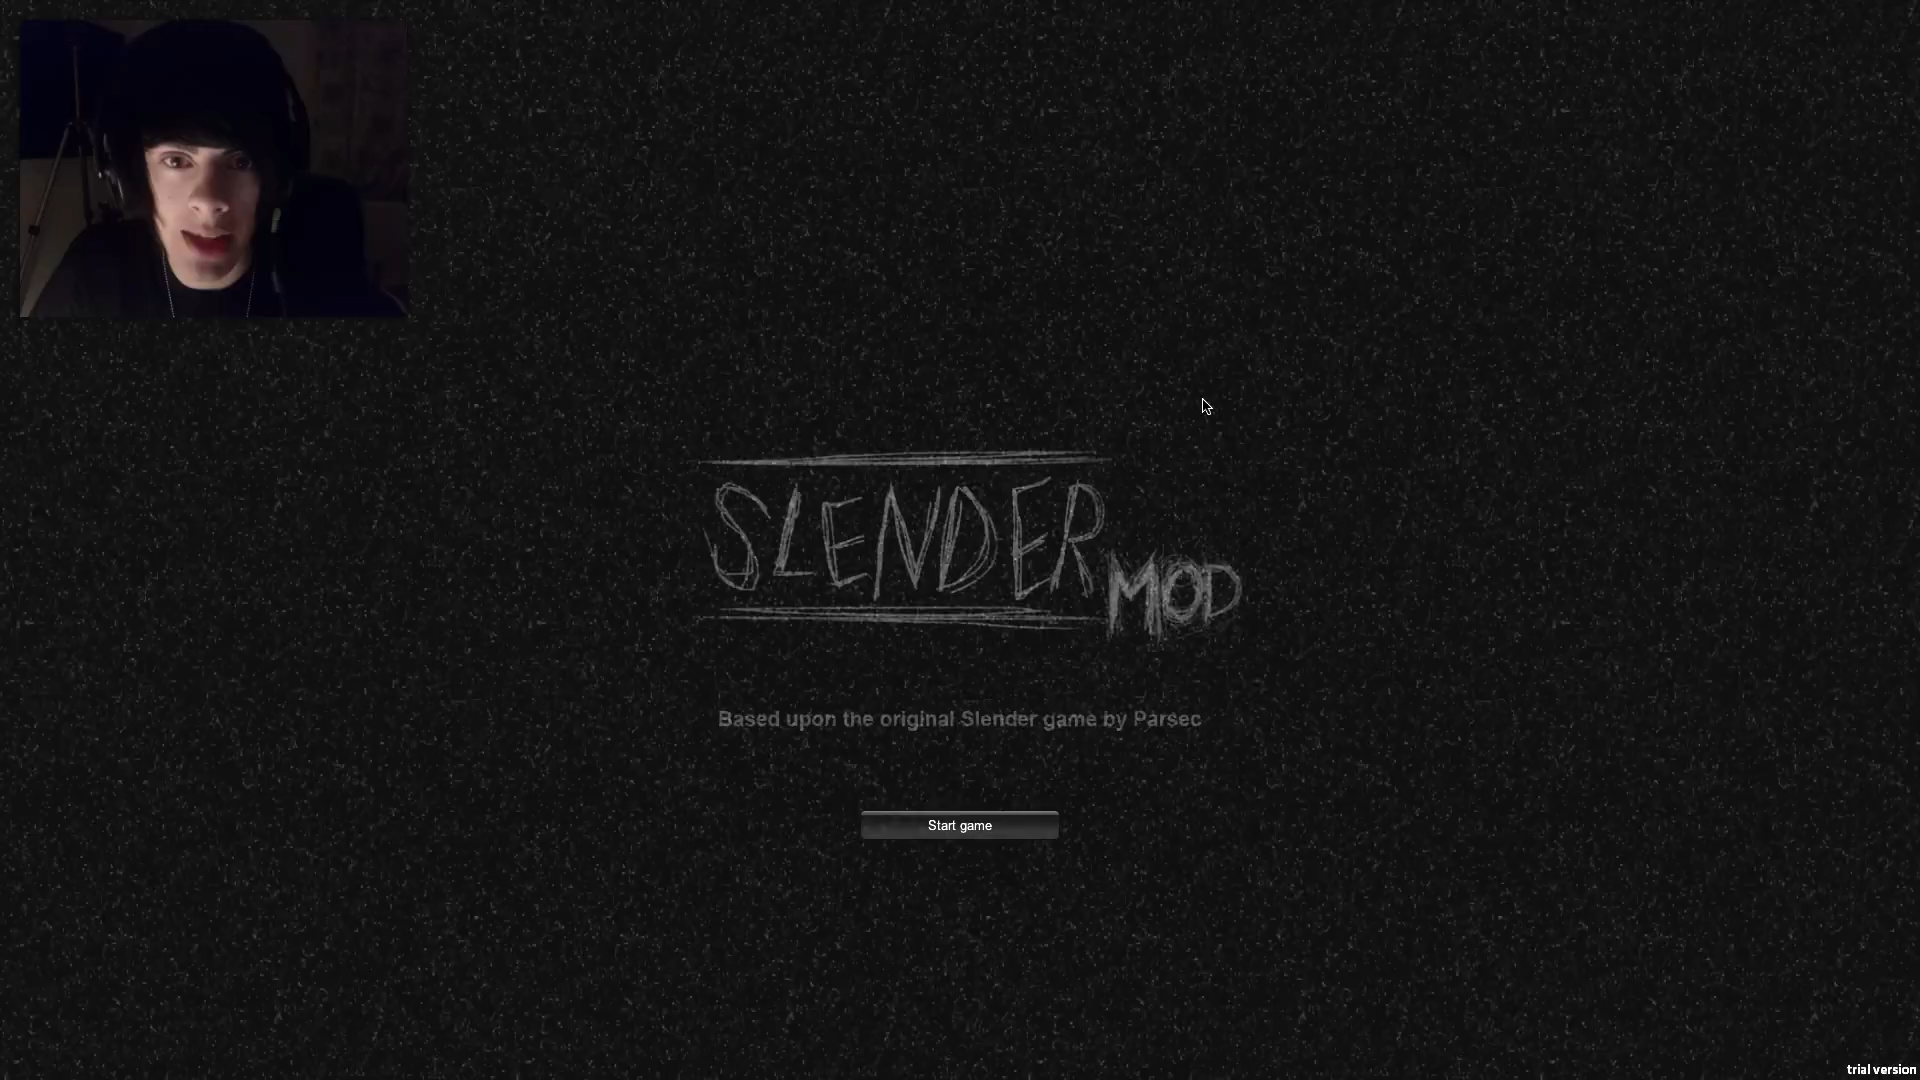 SLENDER
MOD
Based upon the original Slender game by Parsec
Start game
trial version